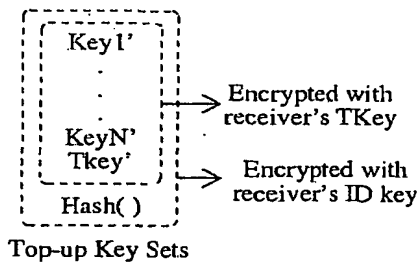 Key1'
.
.
.
KeyN'
Tkey'
Hash( )
Encrypted with
receiver's TKey
Encrypted with
receiver's ID key
Top-up Key Sets